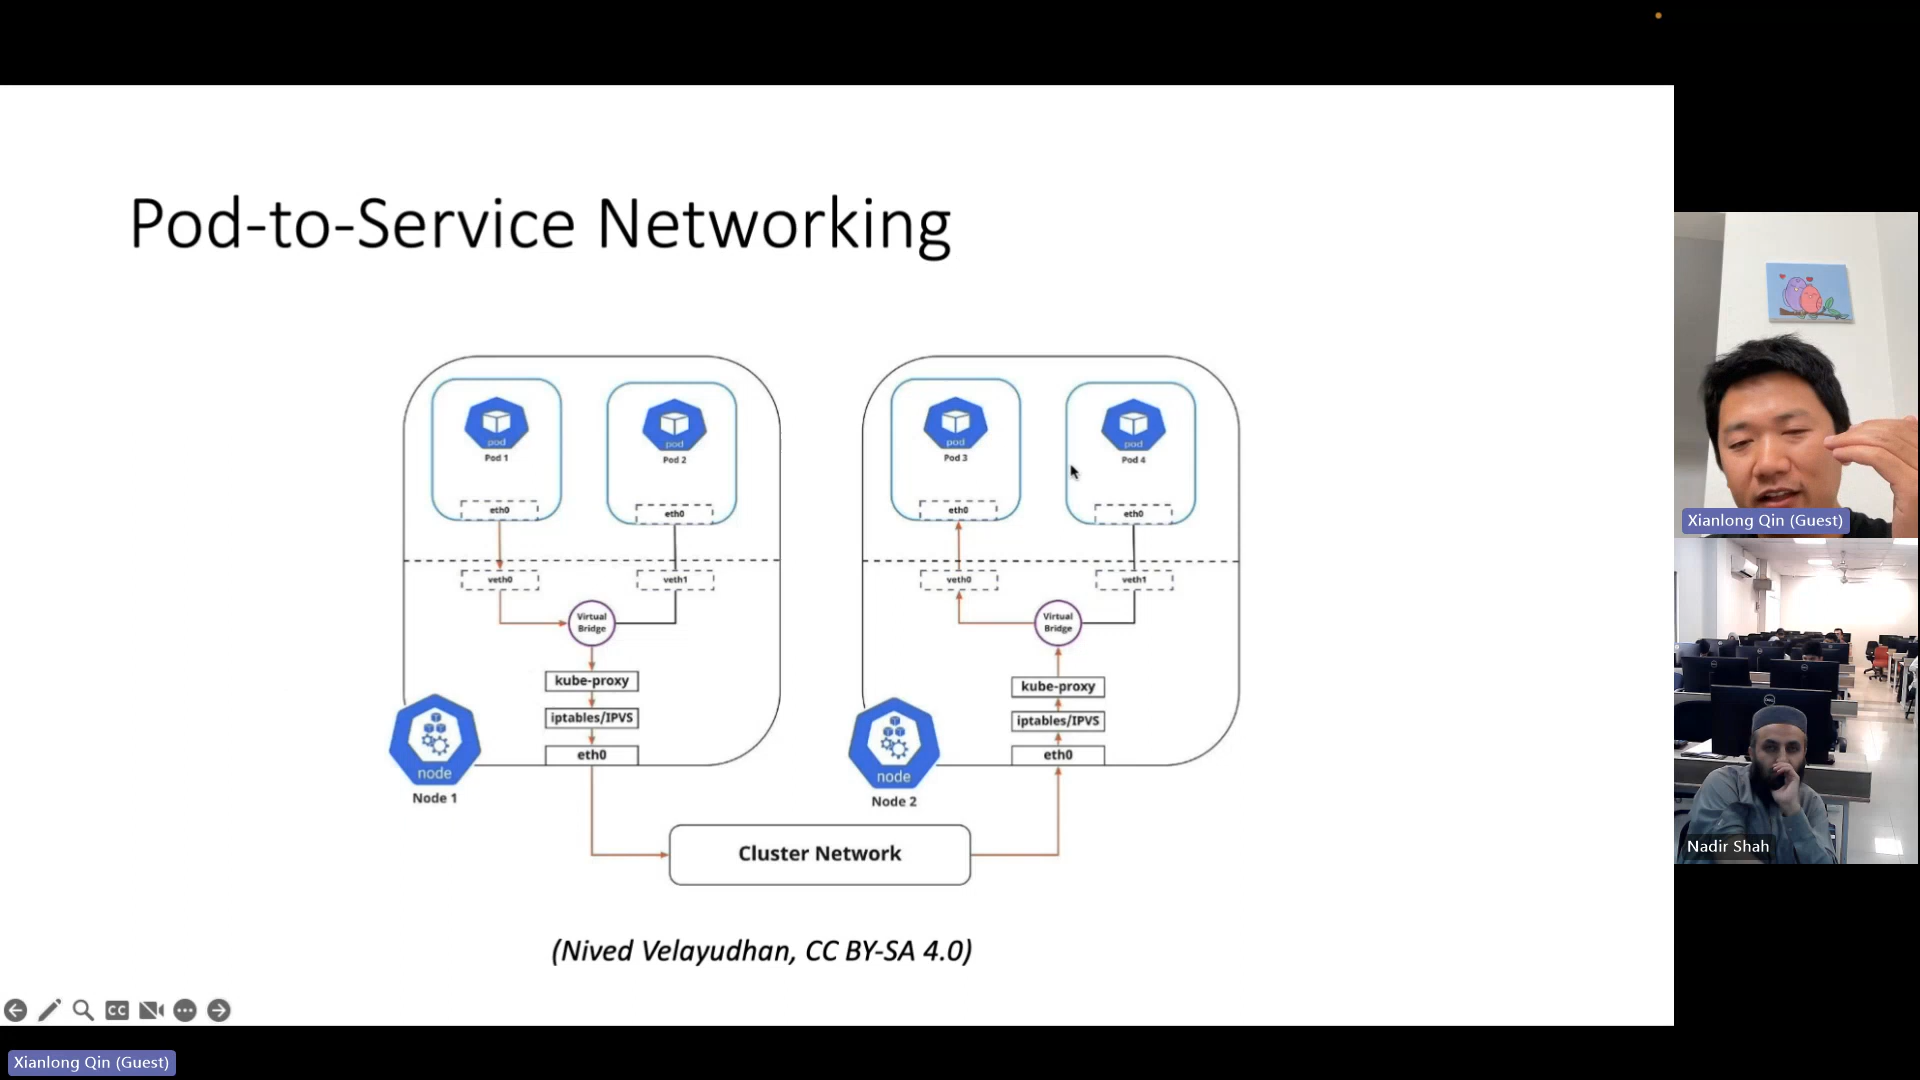 Pod-to-Service Networking
pod
Pod 1
pod
Pod 2
eth0
eth0
veth0
veth1
Virtual
Bridge
kube-proxy
iptables/IPVS
eth0
node
Node 1
pod
Pod 3
pod
Pod 4
eth0
eth0
veth0
veth1
Virtual
Bridge
kube-proxy
iptables/IPVS
eth0
node
Node 2
Cluster Network
(Nived Velayudhan, CC BY-SA 4.0)
CC
Xianlong Qin (Guest)
Xianlong Qin (Guest)
Nadir Shah